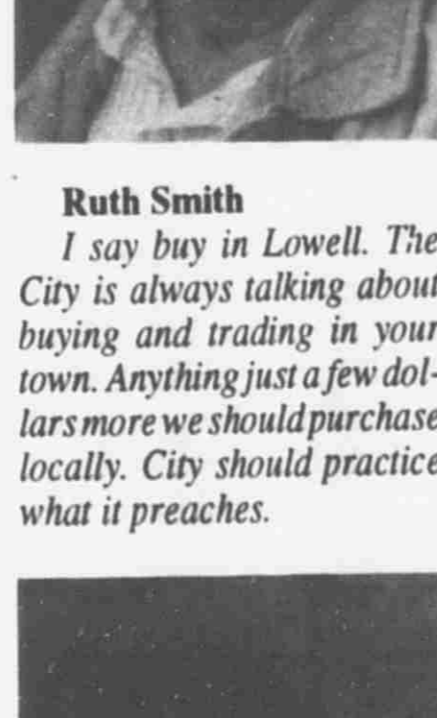 Ruth Smith
I say buy in Lowell. The
City is always talking about
buying and trading in your
town. Anything just a few dol-
lars more we should purchase
locally. City should practice
what it preaches.